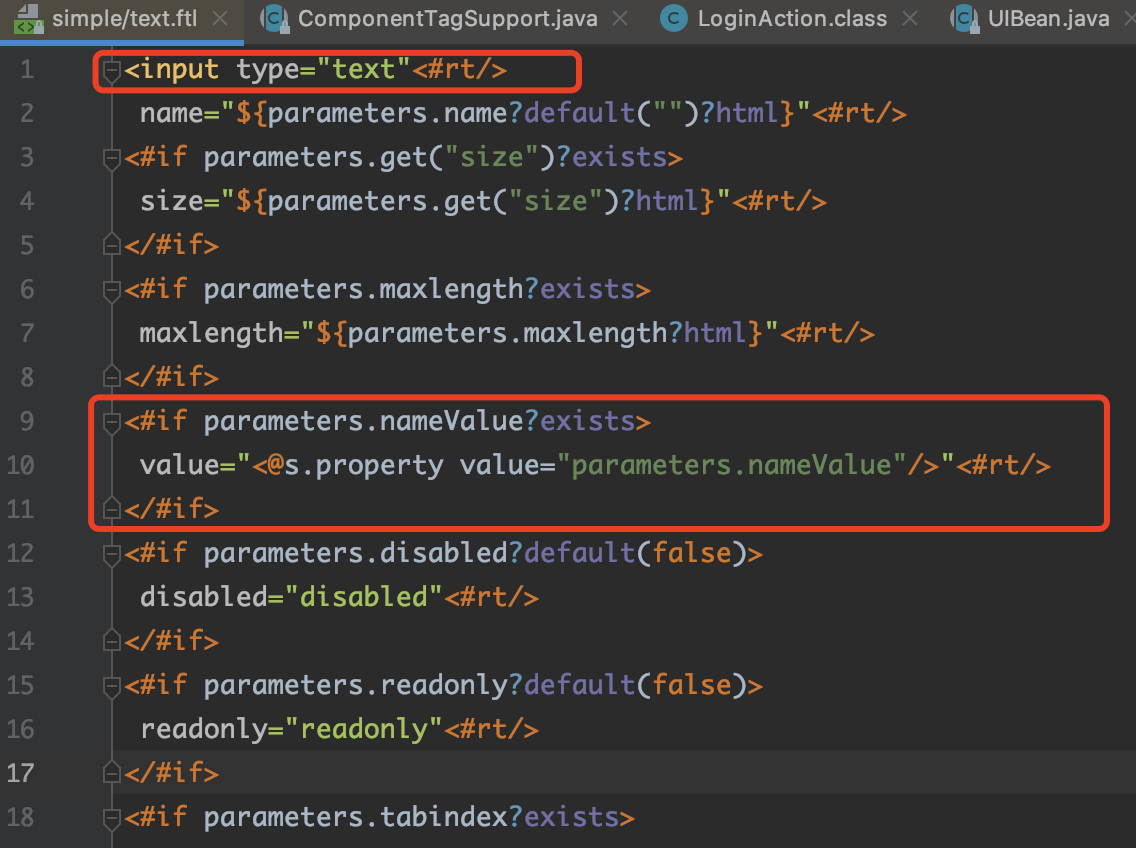 simple/text.ftl ComponentTagSupport.java LoginAction.class UIBean.java
1 <input type="text"<#rt/>
2  name="${parameters.name?default("")?html}"<#rt/>
3 <#if parameters.get("size")?exists>
4  size="${parameters.get("size")?html}"<#rt/>
5 </#if>
6 <#if parameters.maxlength?exists>
7  maxlength="${parameters.maxlength?html}"<#rt/>
8 </#if>
9 <#if parameters.nameValue?exists>
10  value="<@s.property value="parameters.nameValue"/>"<#rt/>
11 </#if>
12 <#if parameters.disabled?default(false)>
13  disabled="disabled"<#rt/>
14 </#if>
15 <#if parameters.readonly?default(false)>
16  readonly="readonly"<#rt/>
17 </#if>
18 <#if parameters.tabindex?exists>